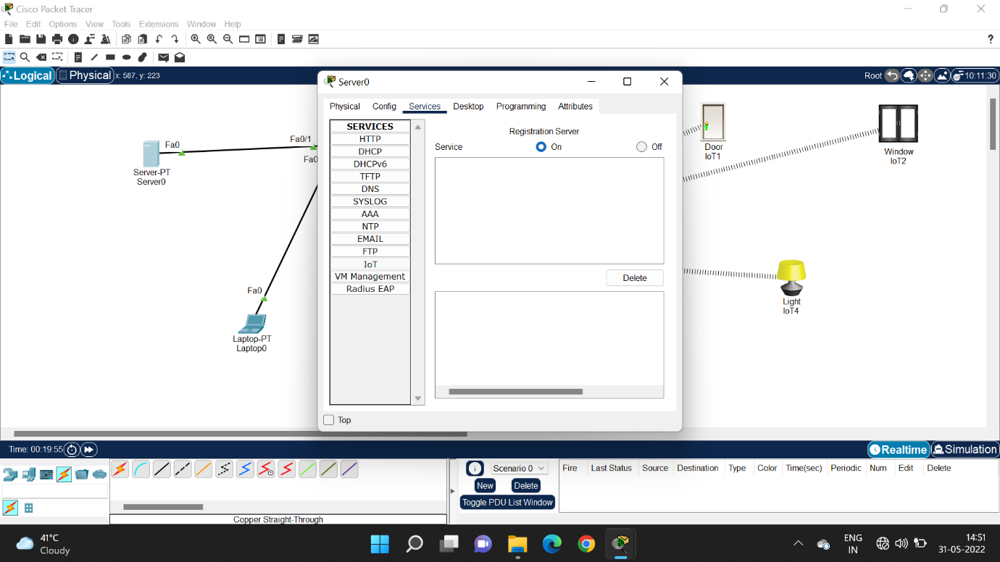 Cisco Packet Tracer
File Edit Options View Tools Extensions Window Help
?
Logical Physical x: 587, y: 223
Root 10:11:30
Server0
Physical Config Services Desktop Programming Attributes
SERVICES
HTTP
DHCP
DHCPv6
TFTP
DNS
SYSLOG
AAA
NTP
EMAIL
FTP
IoT
VM Management
Radius EAP
Registration Server
Service On Off
Delete
Top
Fa0
Fa0/1
Fa0
Server-PT
Server0
Fa0
Laptop-PT
Laptop0
Door
IoT1
Window
IoT2
Light
IoT4
Time: 00:19:55
Realtime Simulation
Scenario 0
New Delete
Toggle PDU List Window
Fire Last Status Source Destination Type Color Time(sec) Periodic Num Edit Delete
Copper Straight-Through
41°C
Cloudy
ENG
IN
14:51
31-05-2022